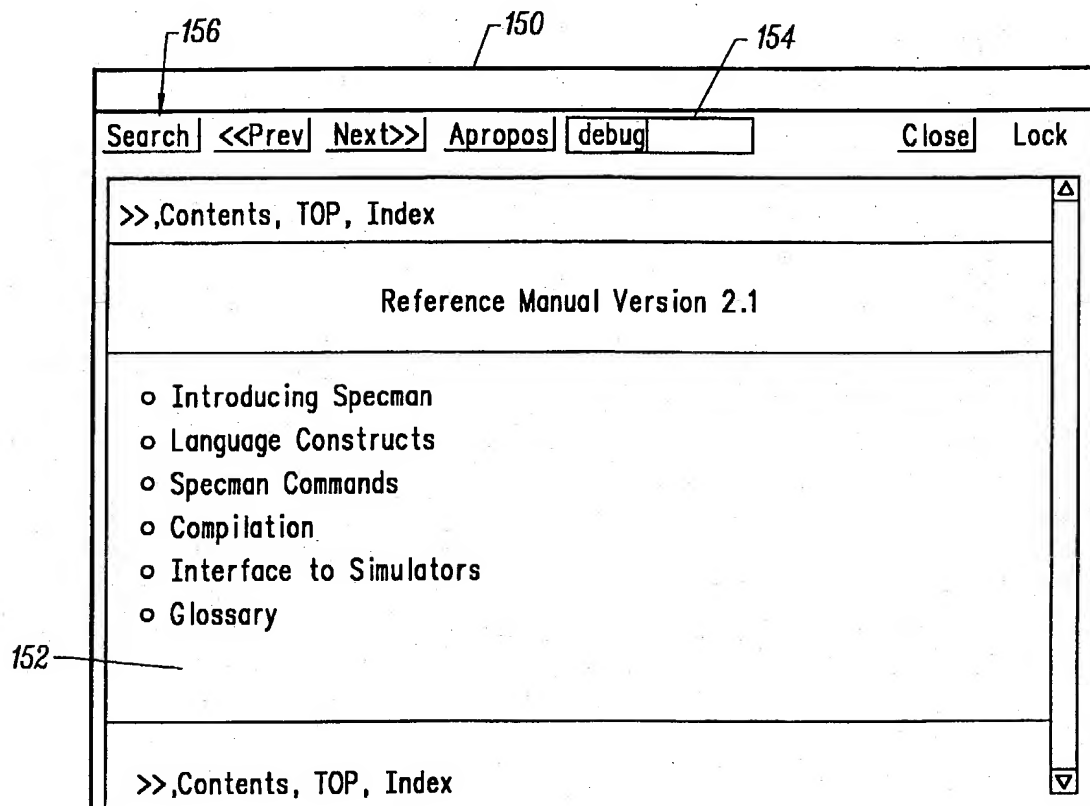 156
150
154
Search <<Prev Next>> Apropos debug Close Lock
>>,Contents, TOP, Index
Reference Manual Version 2.1
o Introducing Specman
o Language Constructs
o Specman Commands
o Compilation
o Interface to Simulators
o Glossary
152
>>,Contents, TOP, Index